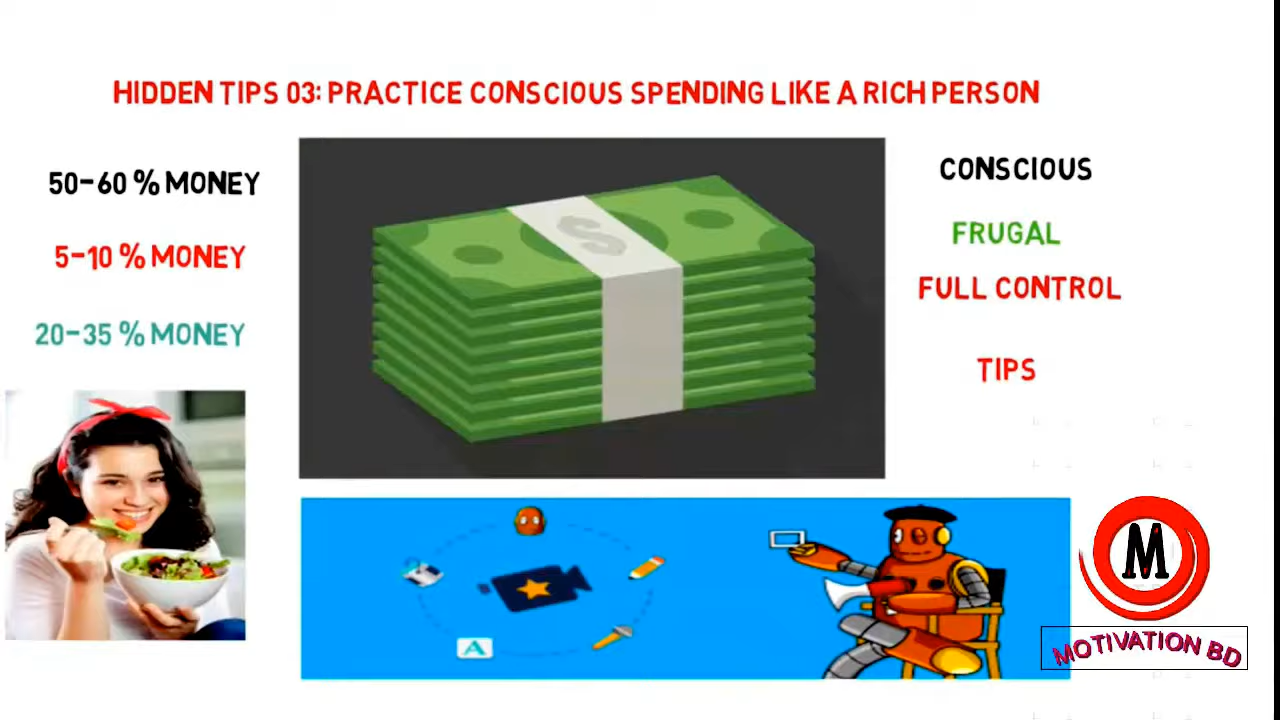 HIDDEN TIPS 03: PRACTICE CONSCIOUS SPENDING LIKE A RICH PERSON
50-60 % MONEY
5-10 % MONEY
20-35 % MONEY
CONSCIOUS
FRUGAL
FULL CONTROL
TIPS
$
A
M
MOTIVATION BD